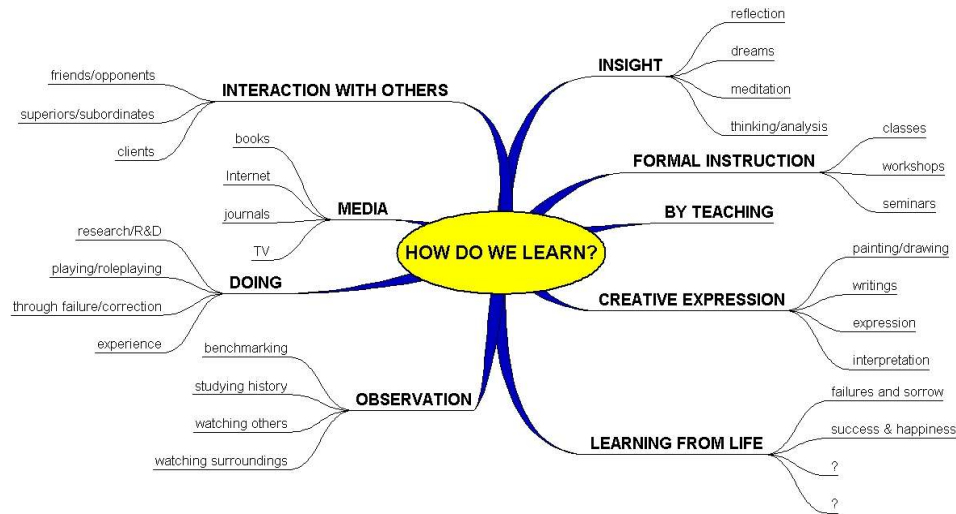 HOW DO WE LEARN?
INSIGHT
reflection
dreams
meditation
thinking/analysis
FORMAL INSTRUCTION
classes
workshops
seminars
BY TEACHING
CREATIVE EXPRESSION
painting/drawing
writings
expression
interpretation
LEARNING FROM LIFE
failures and sorrow
success & happiness
?
?
INTERACTION WITH OTHERS
friends/opponents
superiors/subordinates
clients
MEDIA
books
Internet
journals
TV
DOING
research/R&D
playing/roleplaying
through failure/correction
experience
OBSERVATION
benchmarking
studying history
watching others
watching surroundings